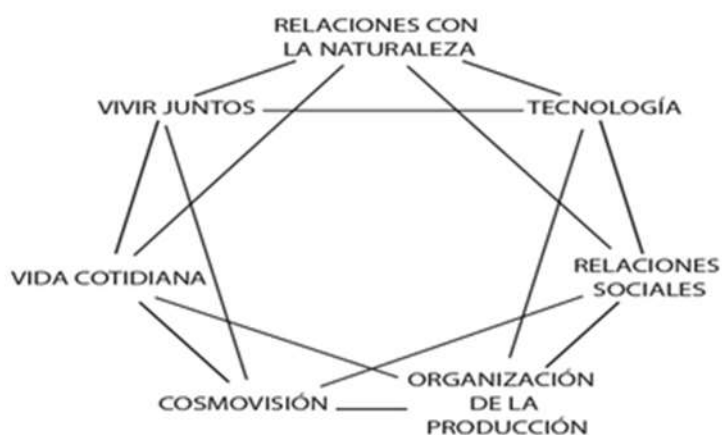 RELACIONES CON
LA NATURALEZA
VIVIR JUNTOS
TECNOLOGÍA
VIDA COTIDIANA
RELACIONES
SOCIALES
COSMOVISIÓN
ORGANIZACIÓN
DE LA
PRODUCCIÓN